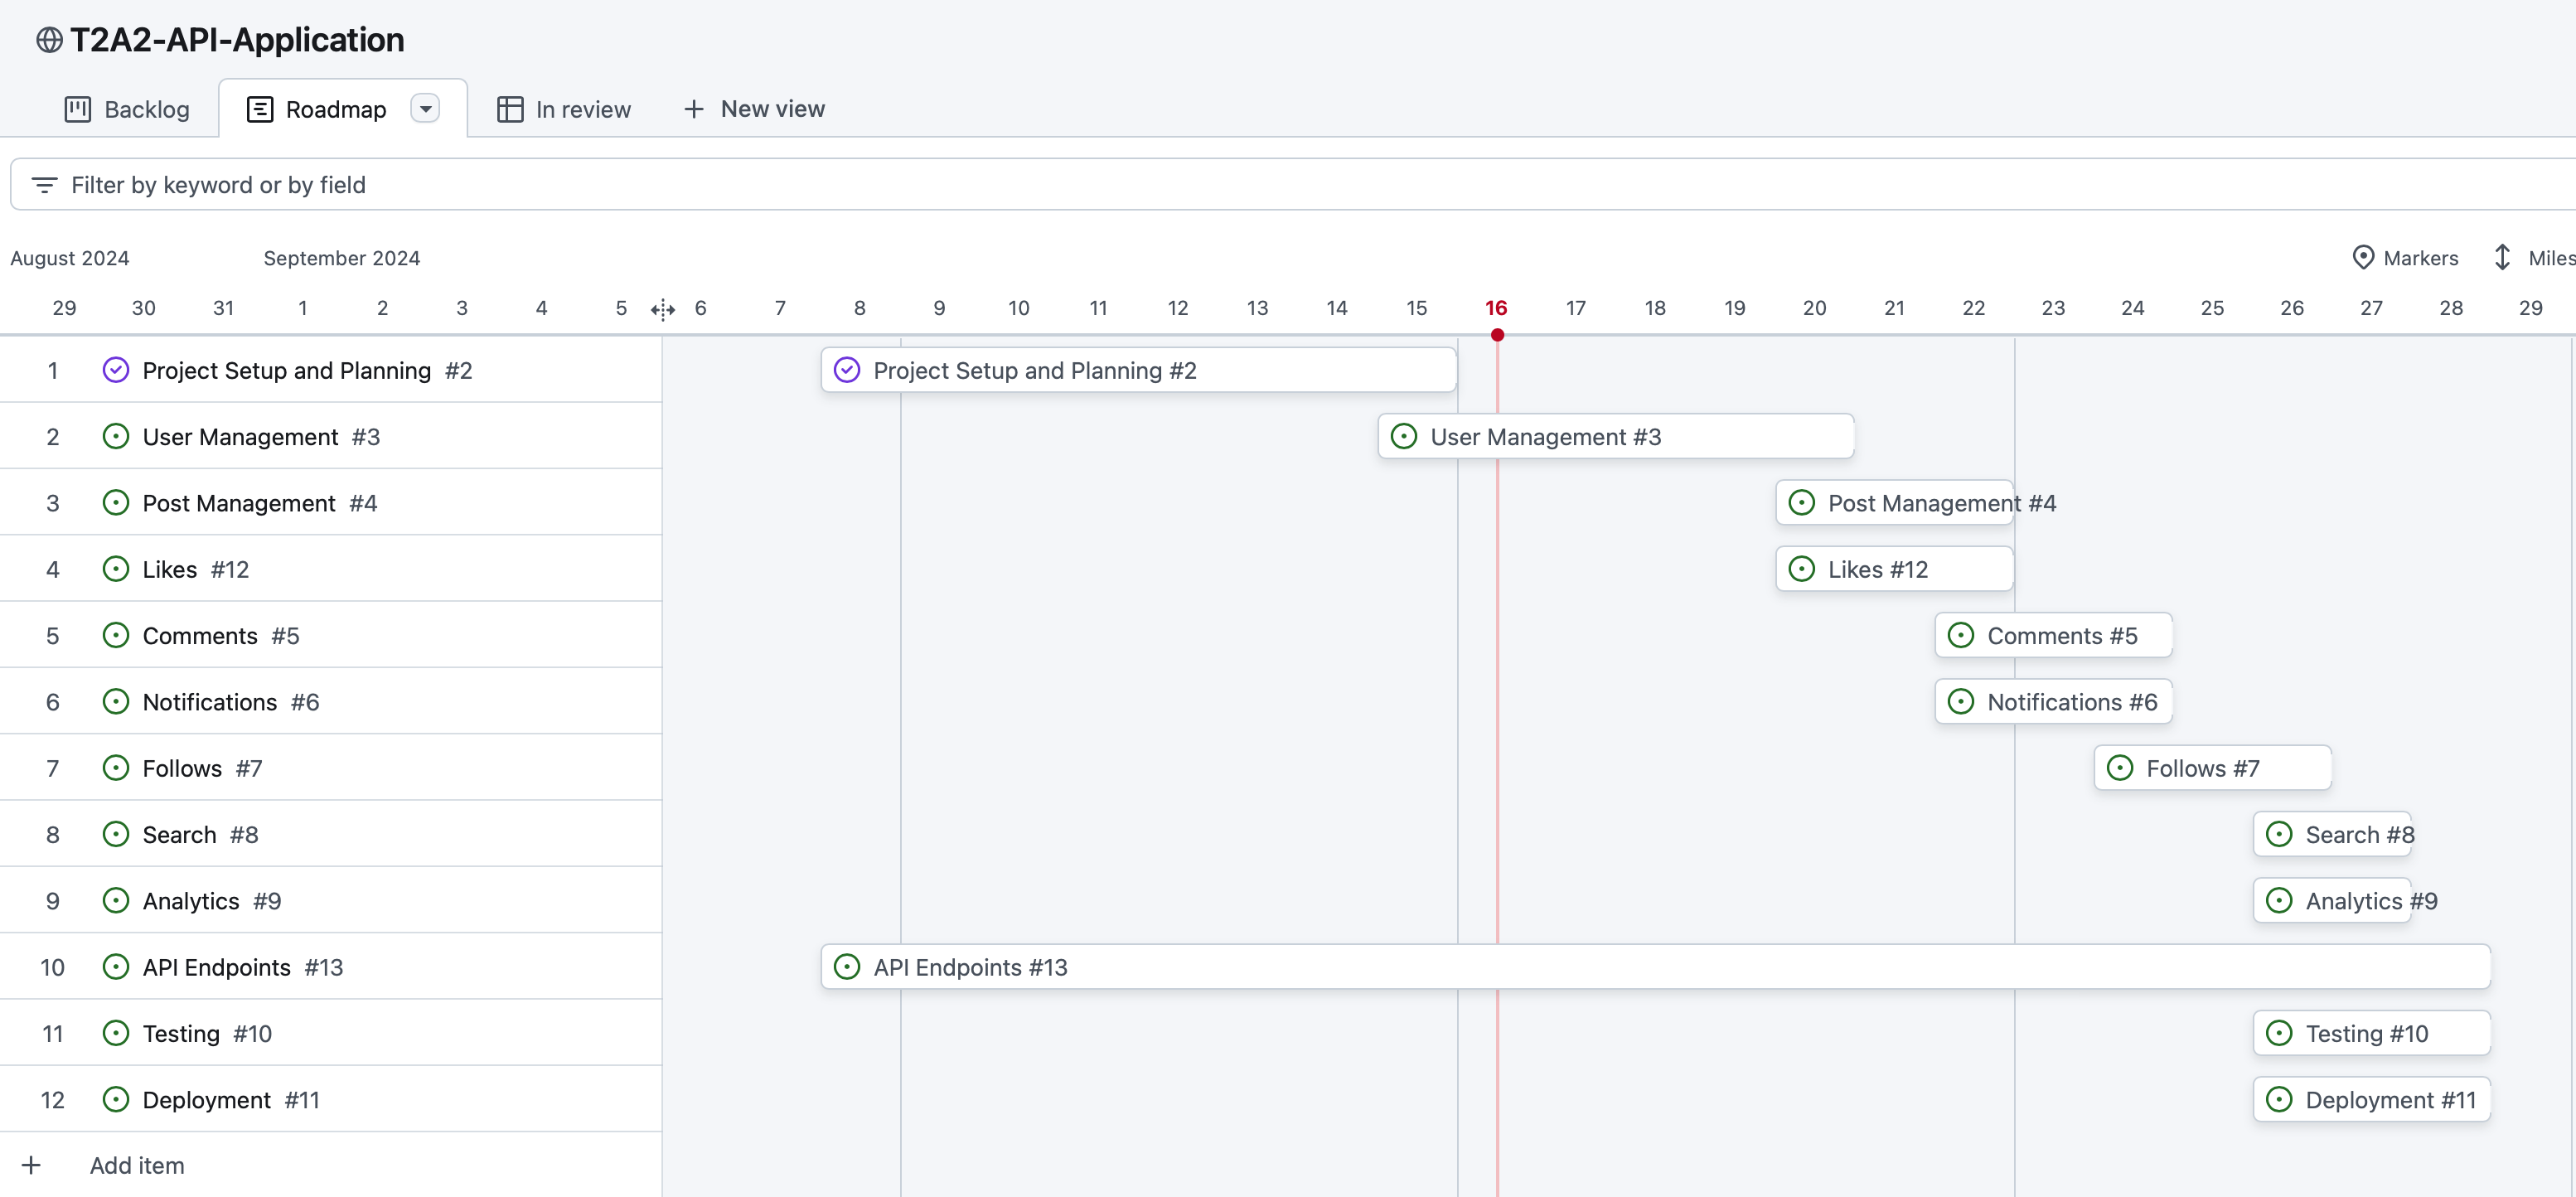 T2A2-API-Application
Backlog Roadmap In review + New view
Filter by keyword or by field
August 2024 September 2024 Markers Miles
29 30 31 1 2 3 4 5 6 7 8 9 10 11 12 13 14 15 16 17 18 19 20 21 22 23 24 25 26 27 28 29
1 Project Setup and Planning #2 Project Setup and Planning #2
2 User Management #3 User Management #3
3 Post Management #4 Post Management #4
4 Likes #12 Likes #12
5 Comments #5 Comments #5
6 Notifications #6 Notifications #6
7 Follows #7 Follows #7
8 Search #8 Search #8
9 Analytics #9 Analytics #9
10 API Endpoints #13 API Endpoints #13
11 Testing #10 Testing #10
12 Deployment #11 Deployment #11
+ Add item